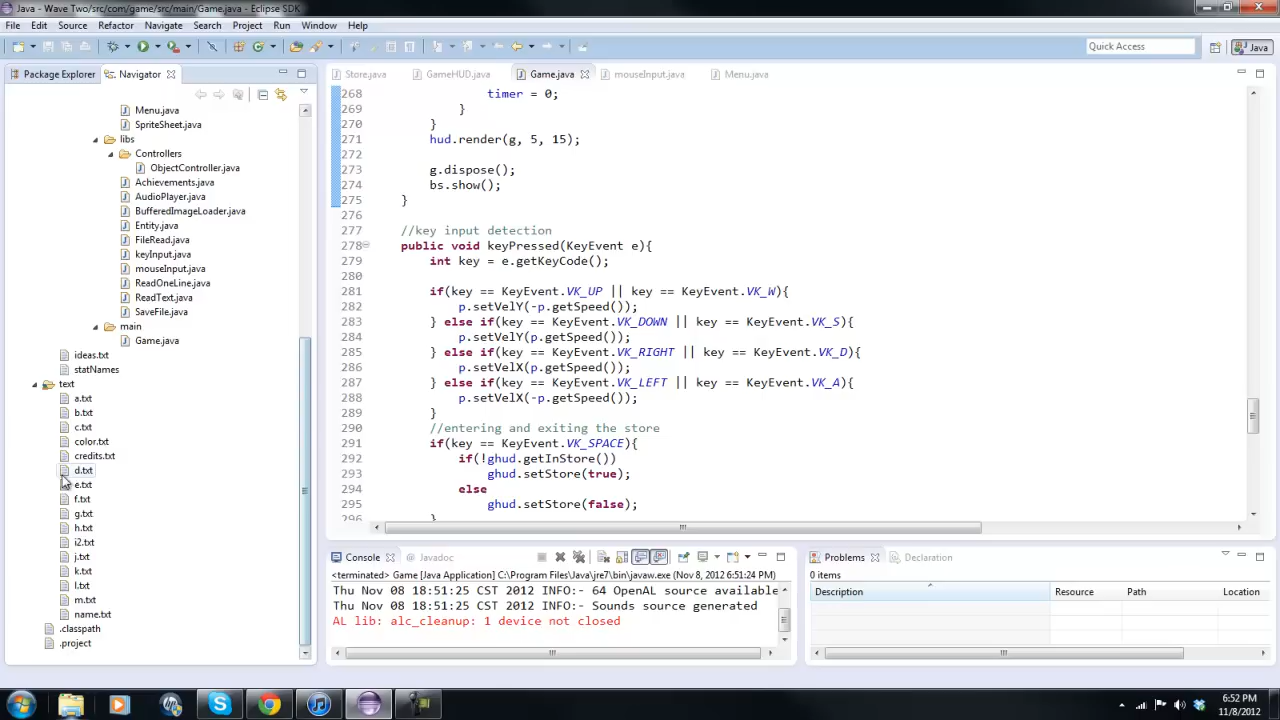 Java - Wave Two/src/com/game/src/main/Game.java - Eclipse SDK
File Edit Source Refactor Navigate Search Project Run Window Help
Quick Access
Java
Package Explorer
Navigator
Menu.java
SpriteSheet.java
libs
Controllers
ObjectController.java
Achievements.java
AudioPlayer.java
BufferedImageLoader.java
Entity.java
FileRead.java
keyInput.java
mouseInput.java
ReadOneLine.java
ReadText.java
SaveFile.java
main
Game.java
ideas.txt
statNames
text
a.txt
b.txt
c.txt
color.txt
credits.txt
d.txt
e.txt
f.txt
g.txt
h.txt
i2.txt
j.txt
k.txt
l.txt
m.txt
name.txt
.classpath
.project
Store.java GameHUD.java Game.java mouseInput.java Menu.java
268 timer = 0;
269 }
270 }
271 hud.render(g, 5, 15);
272
273 g.dispose();
274 bs.show();
275 }
276
277 //key input detection
278 public void keyPressed(KeyEvent e){
279 int key = e.getKeyCode();
280
281 if(key == KeyEvent.VK_UP || key == KeyEvent.VK_W){
282 p.setVelY(-p.getSpeed());
283 } else if(key == KeyEvent.VK_DOWN || key == KeyEvent.VK_S){
284 p.setVelY(p.getSpeed());
285 } else if(key == KeyEvent.VK_RIGHT || key == KeyEvent.VK_D){
286 p.setVelX(p.getSpeed());
287 } else if(key == KeyEvent.VK_LEFT || key == KeyEvent.VK_A){
288 p.setVelX(-p.getSpeed());
289 }
290 //entering and exiting the store
291 if(key == KeyEvent.VK_SPACE){
292 if(!ghud.getInStore())
293 ghud.setStore(true);
294 else
295 ghud.setStore(false);
296 }
Console
Javadoc
<terminated> Game [Java Application] C:\Program Files\Java\jre7\bin\javaw.exe (Nov 8, 2012 6:51:24 PM)
Thu Nov 08 18:51:25 CST 2012 INFO:- 64 OpenAL source available
Thu Nov 08 18:51:25 CST 2012 INFO:- Sounds source generated
AL lib: alc_cleanup: 1 device not closed
Problems
Declaration
0 items
Description Resource Path Location
6:52 PM
11/8/2012